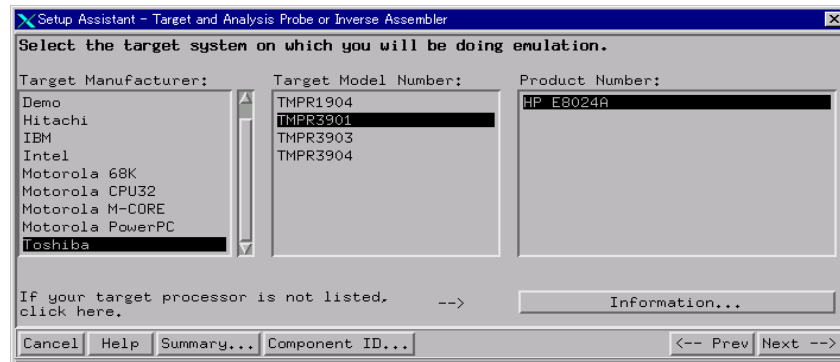 Setup Assistant - Target and Analysis Probe or Inverse Assembler
Select the target system on which you will be doing emulation.
Target Manufacturer:
Demo
Hitachi
IBM
Intel
Motorola 68K
Motorola CPU32
Motorola M-CORE
Motorola PowerPC
Toshiba
Target Model Number:
TMPR1904
TMPR3901
TMPR3903
TMPR3904
Product Number:
HP E8024A
If your target processor is not listed,
click here.
-->
Information...
Cancel Help Summary... Component ID... <-- Prev Next -->